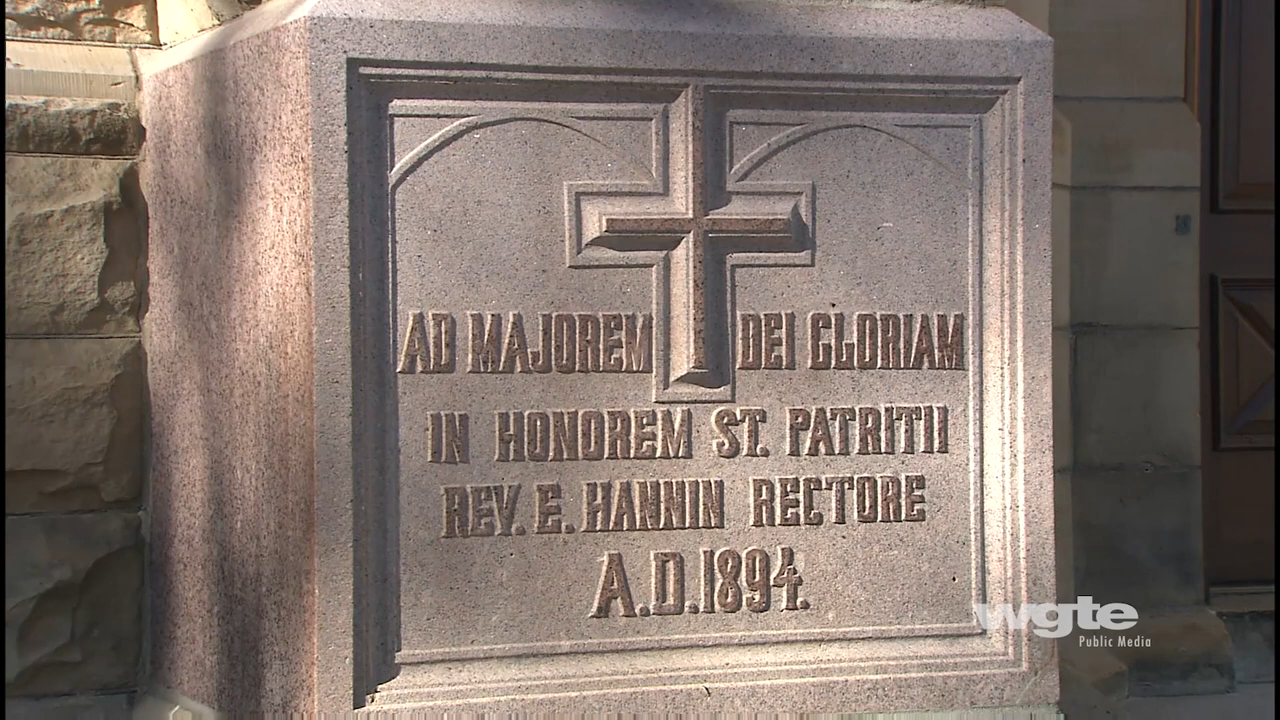 AD MAJOREM DEI GLORIAM
IN HONOREM ST. PATRITII
REV. E. HANNIN RECTORE
A.D. 1894.
wgte
Public Media